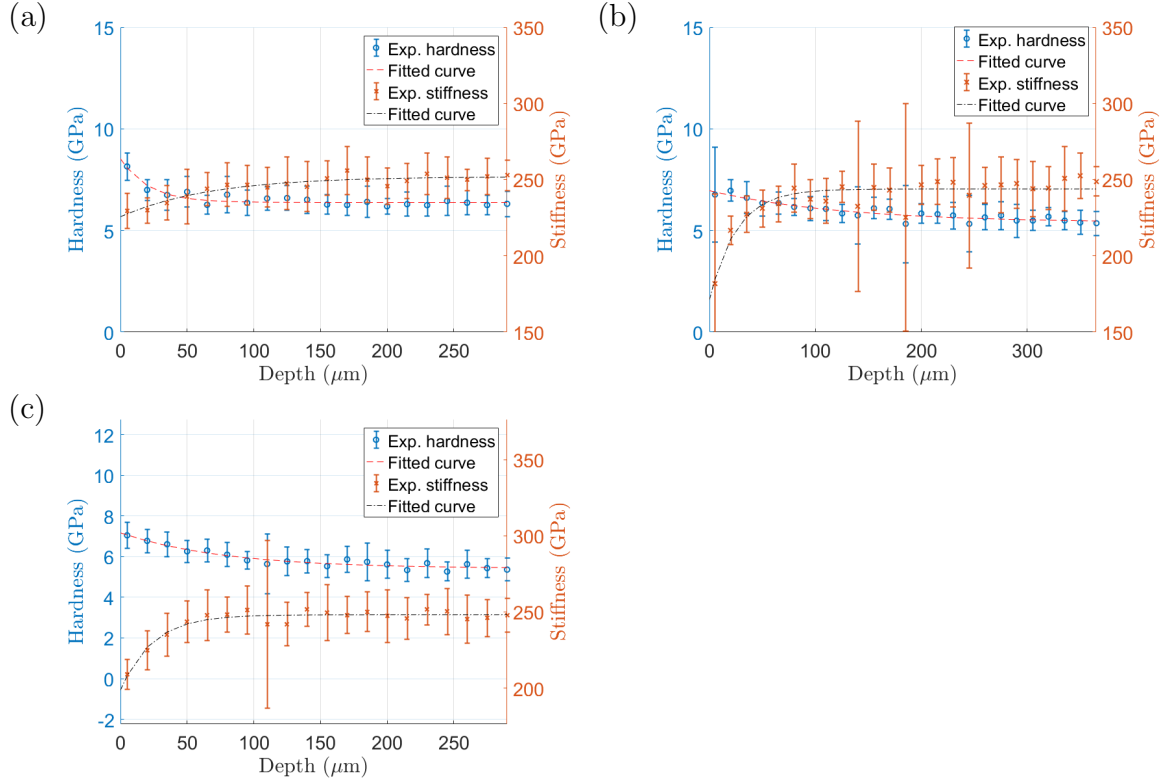 (a)
15
10
5
0
Hardness (GPa)
Exp. hardness
Fitted curve
Exp. stiffness
Fitted curve
350
300
250
200
150
Stiffness (GPa)
0 50 100 150 200 250
Depth (μm)
(b)
15
10
5
0
Hardness (GPa)
Exp. hardness
Fitted curve
Exp. stiffness
Fitted curve
350
300
250
200
150
Stiffness (GPa)
0 100 200 300
Depth (μm)
(c)
12
10
8
6
4
2
0
-2
Hardness (GPa)
Exp. hardness
Fitted curve
Exp. stiffness
Fitted curve
350
300
250
200
Stiffness (GPa)
0 50 100 150 200 250
Depth (μm)